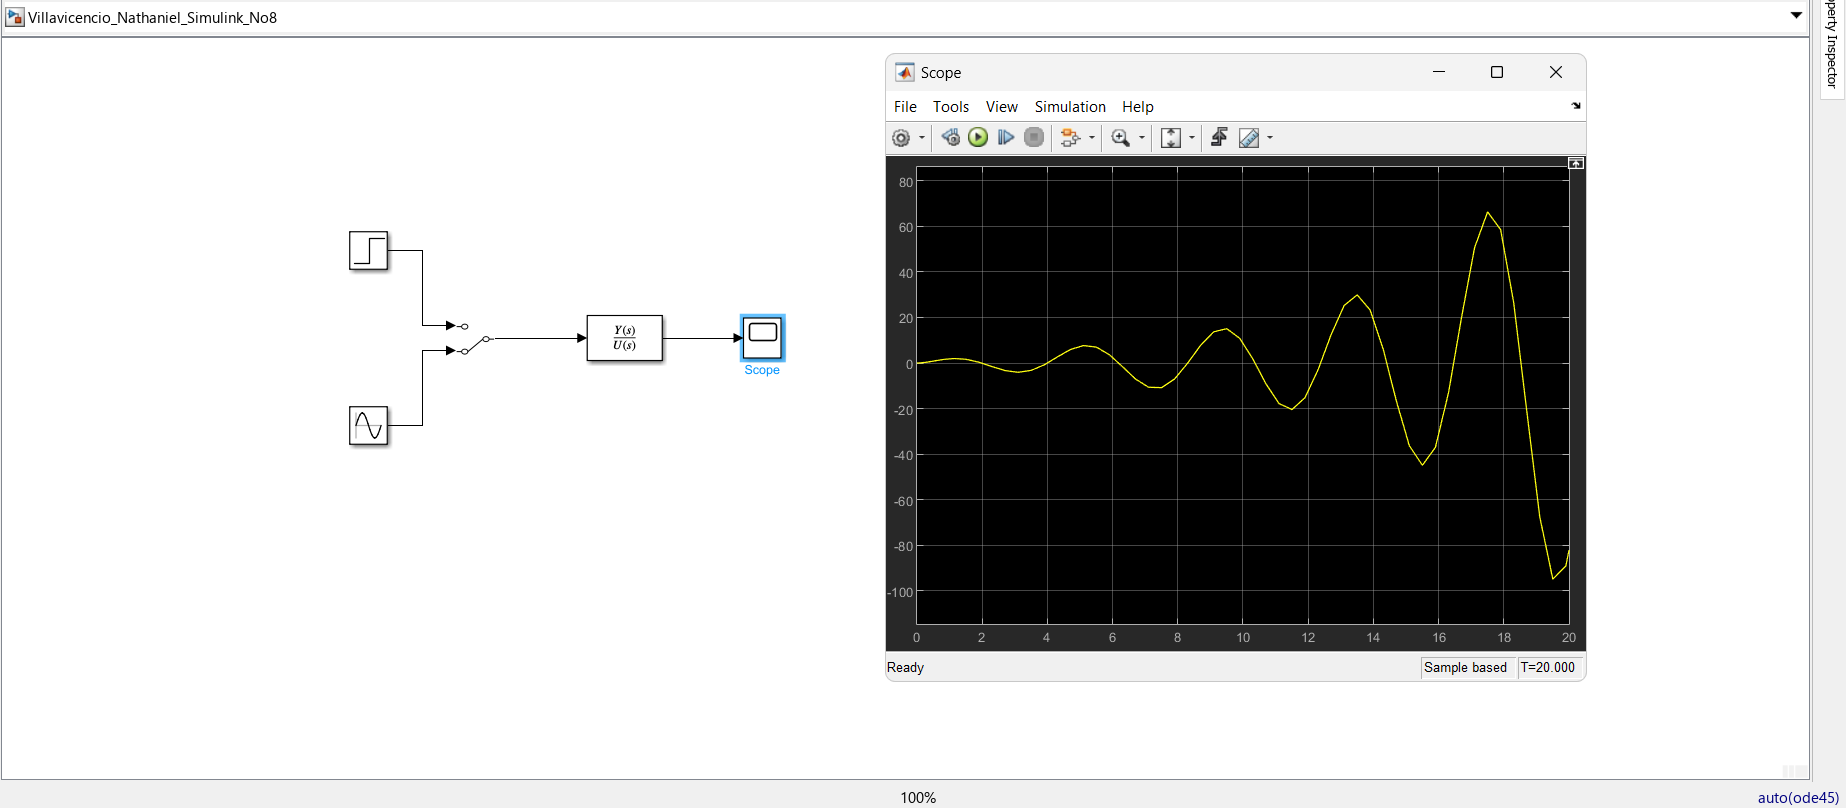 Villavicencio_Nathaniel_Simulink_No8
Property Inspector
Scope
File Tools View Simulation Help
80
60
40
20
0
-20
-40
-60
-80
-100
0 2 4 6 8 10 12 14 16 18 20
Ready Sample based T=20.000
Y(s)
U(s)
Scope
100% auto(ode45)